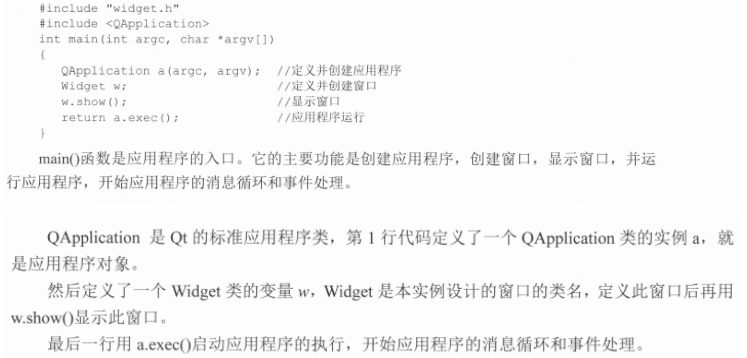 #include "widget.h"
#include <QApplication>
int main(int argc, char *argv[])
{
QApplication a(argc, argv); //定义并创建应用程序
Widget w; //定义并创建窗口
w.show(); //显示窗口
return a.exec(); //应用程序运行
}
main()函数是应用程序的入口。它的主要功能是创建应用程序，创建窗口，显示窗口，并运
行应用程序，开始应用程序的消息循环和事件处理。
QApplication 是 Qt 的标准应用程序类，第 1 行代码定义了一个 QApplication 类的实例 a，就
是应用程序对象。
然后定义了一个 Widget 类的变量 w，Widget 是本实例设计的窗口的类名，定义此窗口后再用
w.show()显示此窗口。
最后一行用 a.exec()启动应用程序的执行，开始应用程序的消息循环和事件处理。